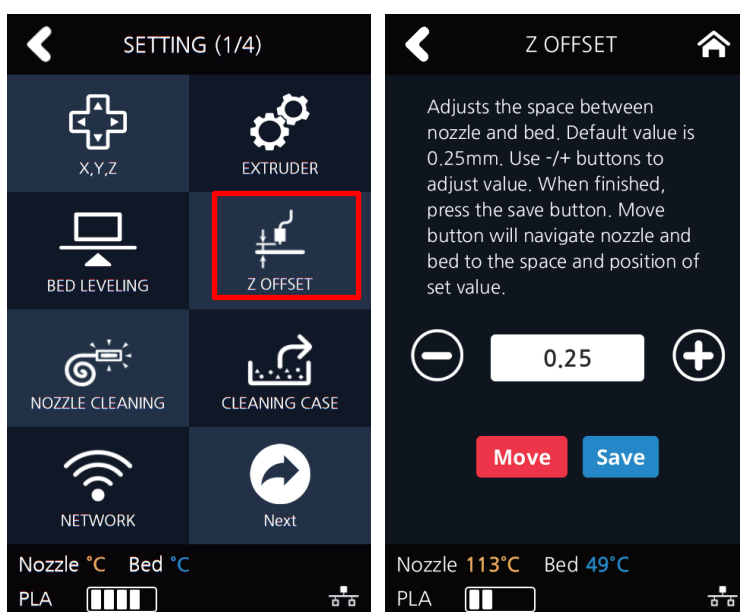 SETTING (1/4)
X,Y,Z
EXTRUDER
BED LEVELING
Z OFFSET
NOZZLE CLEANING
CLEANING CASE
NETWORK
Next
Nozzle °C Bed °C
PLA
Z OFFSET
Adjusts the space between
nozzle and bed. Default value is
0.25mm. Use -/+ buttons to
adjust value. When finished,
press the save button. Move
button will navigate nozzle and
bed to the space and position of
set value.
0.25
Move Save
Nozzle 113°C Bed 49°C
PLA